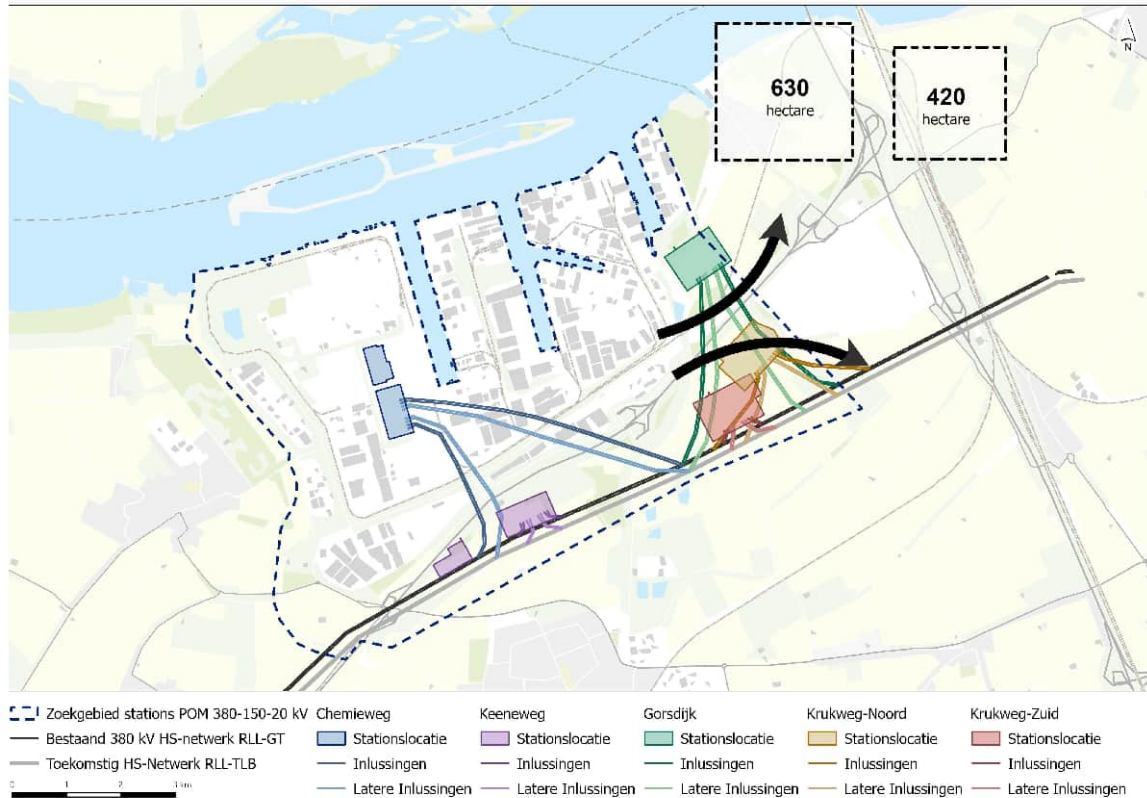 N
630
hectare
420
hectare
Zoekgebied stations POM 380-150-20 kV
Bestaand 380 kV HS-netwerk RLL-GT
Toekomstig HS-Netwerk RLL-TLB
0 1 2 3 km
Chemieweg
Stationslocatie
Inlussingen
Latere Inlussingen
Keeneweg
Stationslocatie
Inlussingen
Latere Inlussingen
Gorsdijk
Stationslocatie
Inlussingen
Latere Inlussingen
Krukweg-Noord
Stationslocatie
Inlussingen
Latere Inlussingen
Krukweg-Zuid
Stationslocatie
Inlussingen
Latere Inlussingen